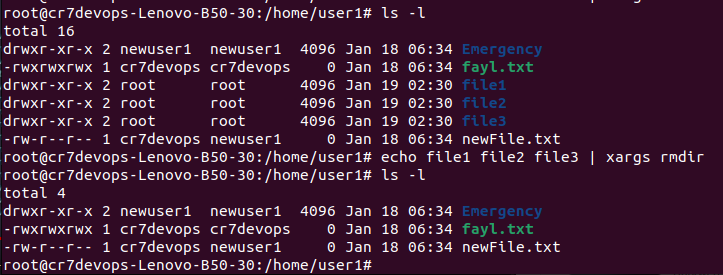 root@cr7devops-Lenovo-B50-30:/home/user1# ls -l
total 16
drwxr-xr-x 2 newuser1  newuser1  4096 Jan 18 06:34 Emergency
-rwxrwxrwx 1 cr7devops cr7devops    0 Jan 18 06:34 fayl.txt
drwxr-xr-x 2 root      root      4096 Jan 19 02:30 file1
drwxr-xr-x 2 root      root      4096 Jan 19 02:30 file2
drwxr-xr-x 2 root      root      4096 Jan 19 02:30 file3
-rw-r--r-- 1 cr7devops newuser1     0 Jan 18 06:34 newFile.txt
root@cr7devops-Lenovo-B50-30:/home/user1# echo file1 file2 file3 | xargs rmdir
root@cr7devops-Lenovo-B50-30:/home/user1# ls -l
total 4
drwxr-xr-x 2 newuser1  newuser1  4096 Jan 18 06:34 Emergency
-rwxrwxrwx 1 cr7devops cr7devops    0 Jan 18 06:34 fayl.txt
-rw-r--r-- 1 cr7devops newuser1     0 Jan 18 06:34 newFile.txt
root@cr7devops-Lenovo-B50-30:/home/user1#